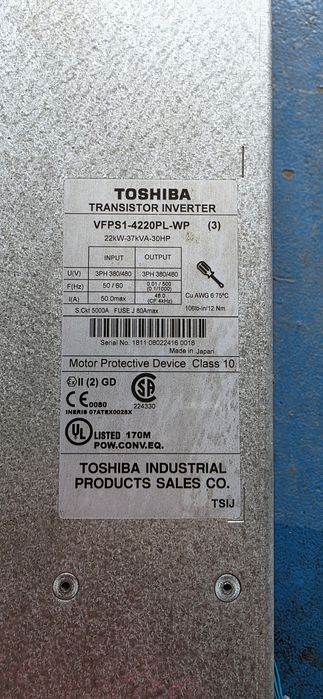 TOSHIBA
TRANSISTOR INVERTER
VFPS1-4220PL-WP (3)
22kW-37kVA-30HP
INPUT OUTPUT
U(V) 3PH 380/480 3PH 380/480
F(Hz) 50 / 60 0.01 / 500 (0.1/1000)
I(A) 50.0max 48.0 (CF:4kHz)
Cu AWG 6:75°C
106lb-in/12 Nm
S.Ckt 5000A FUSE J 80Amax
Serial No. 1811 08022416 0018
Made in Japan
Motor Protective Device Class 10
Ex II (2) GD
CE 0080
INERIS 07ATEX0026X
SA
224330
UL LISTED 170M
POW.CONV.EQ.
TOSHIBA INDUSTRIAL
PRODUCTS SALES CO.
TSIJ